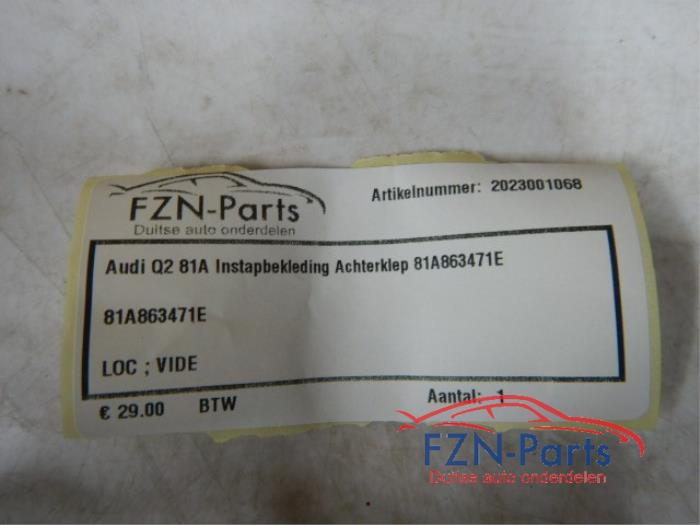 FZN-Parts
Duitse auto onderdelen
Artikelnummer: 2023001068
Audi Q2 81A Instapbekleding Achterklep 81A863471E
81A863471E
LOC ; VIDE
€ 29.00 BTW
Aantal: 1
FZN-Parts
Duitse auto onderdelen